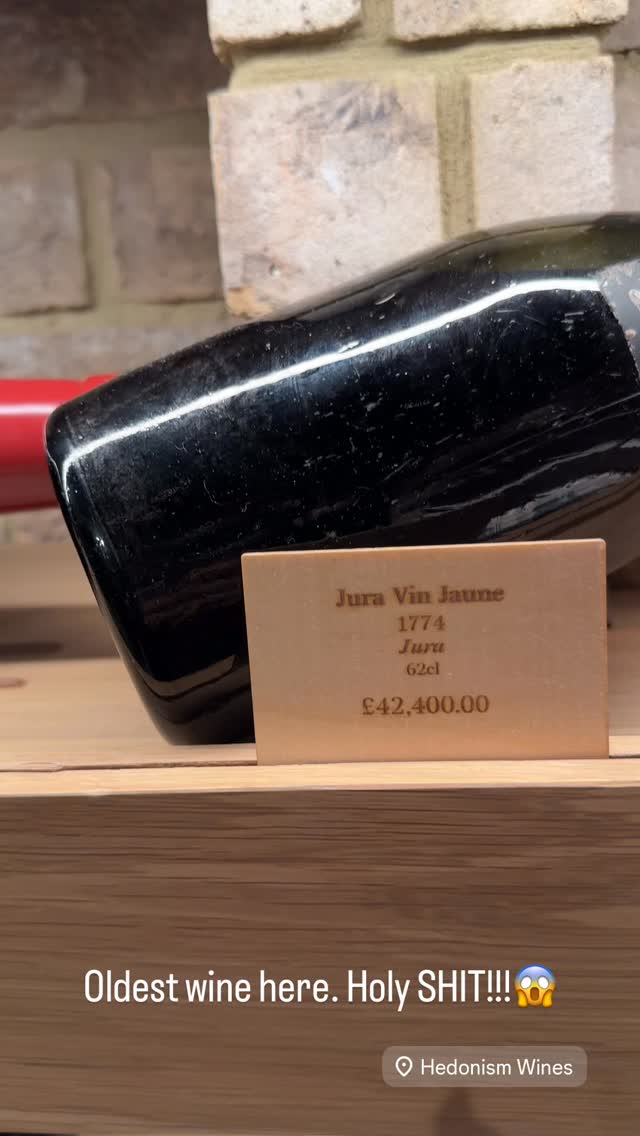 Jura Vin Jaune
1774
Jura
62cl
£42,400.00
Oldest wine here. Holy SHIT!!!😱
Hedonism Wines